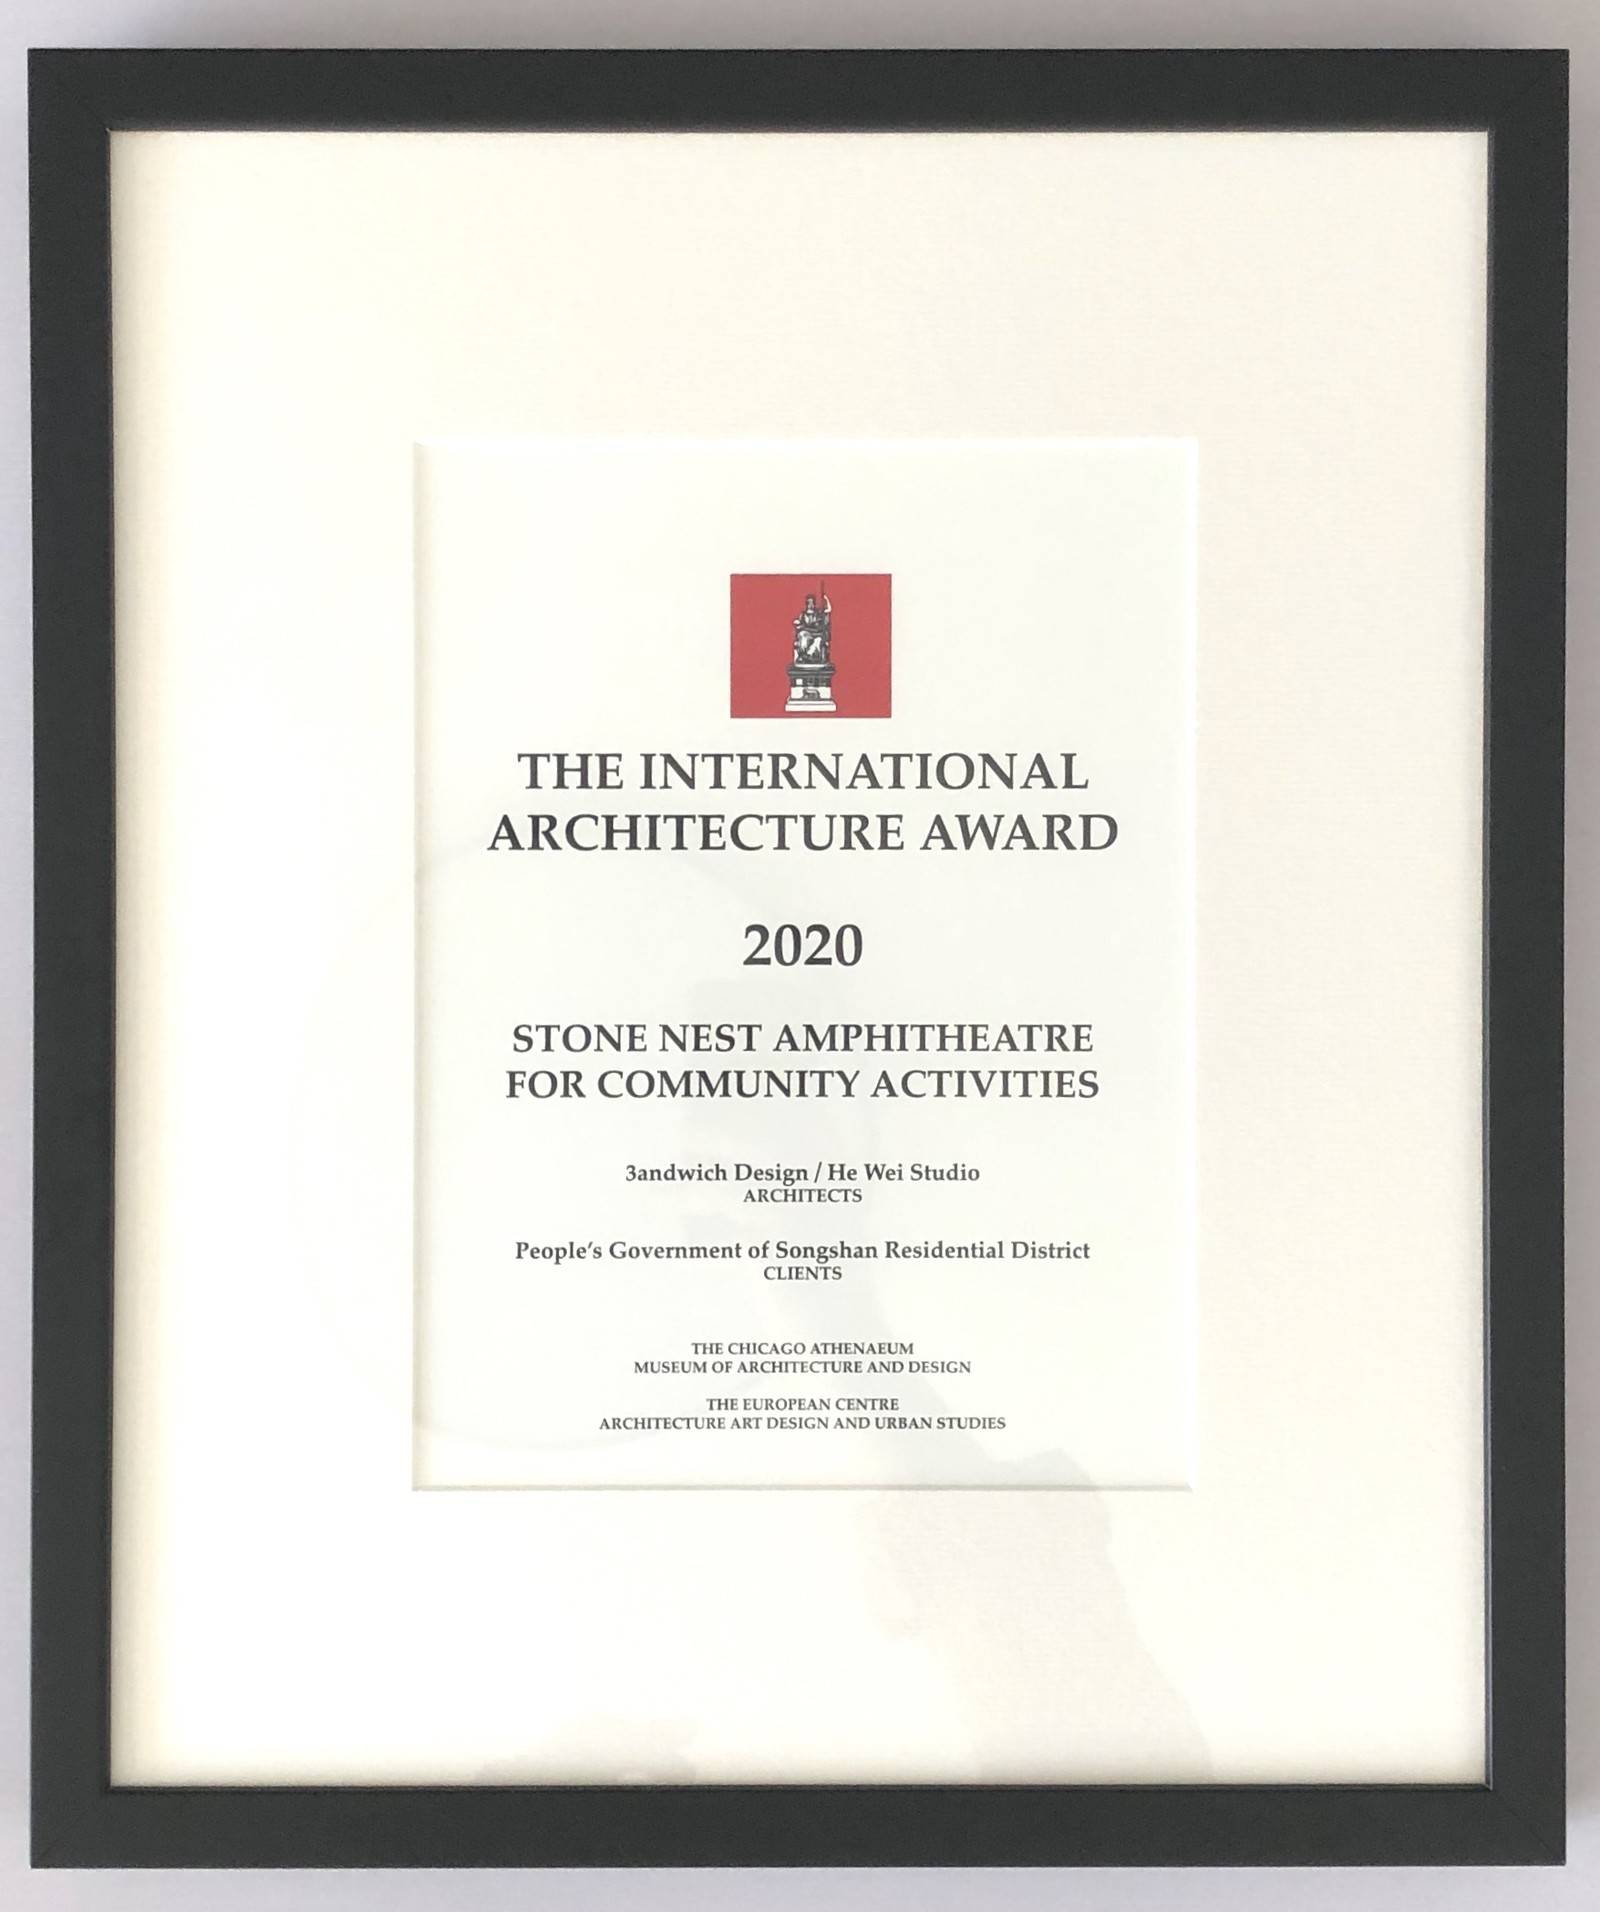 THE INTERNATIONAL
ARCHITECTURE AWARD
2020
STONE NEST AMPHITHEATRE
FOR COMMUNITY ACTIVITIES
3andwich Design / He Wei Studio
ARCHITECTS
People's Government of Songshan Residential District
CLIENTS
THE CHICAGO ATHENAEUM
MUSEUM OF ARCHITECTURE AND DESIGN
THE EUROPEAN CENTRE
ARCHITECTURE ART DESIGN AND URBAN STUDIES